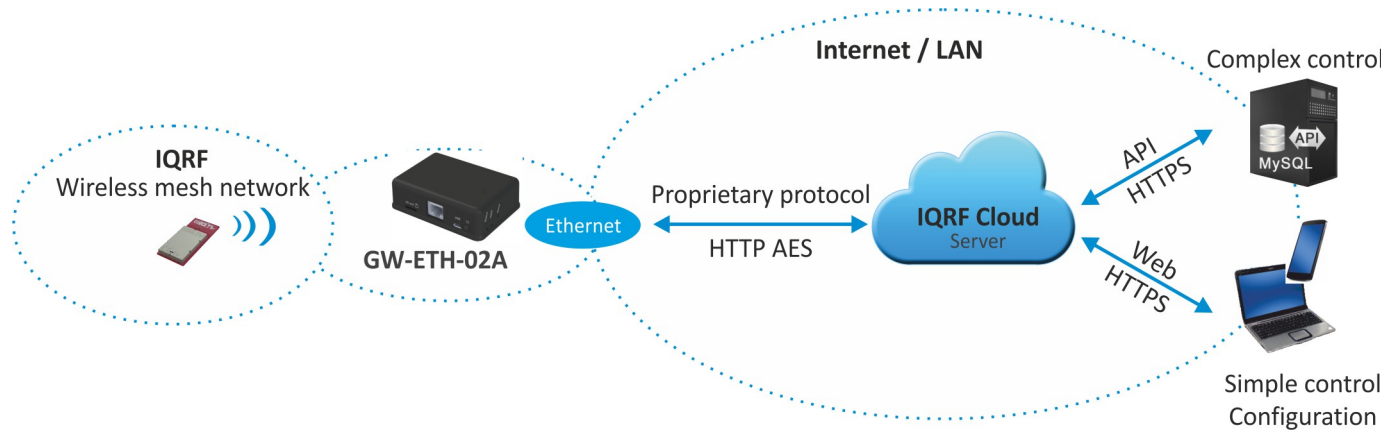 Internet / LAN
Complex control
API
MySQL
IQRF
Wireless mesh network
API
HTTPS
Proprietary protocol
Ethernet
HTTP AES
IQRF Cloud
Server
GW-ETH-02A
Web
HTTPS
Simple control
Configuration